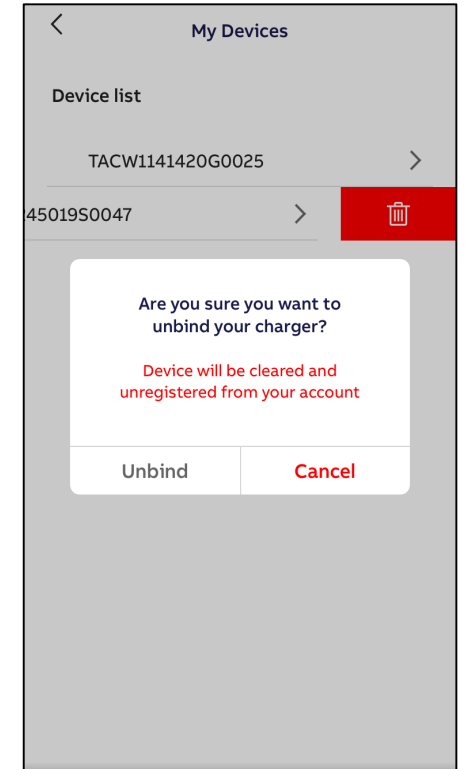 My Devices
Device list
TACW1141420G0025
45019S0047
Are you sure you want to
unbind your charger?
Device will be cleared and
unregistered from your account
Unbind
Cancel